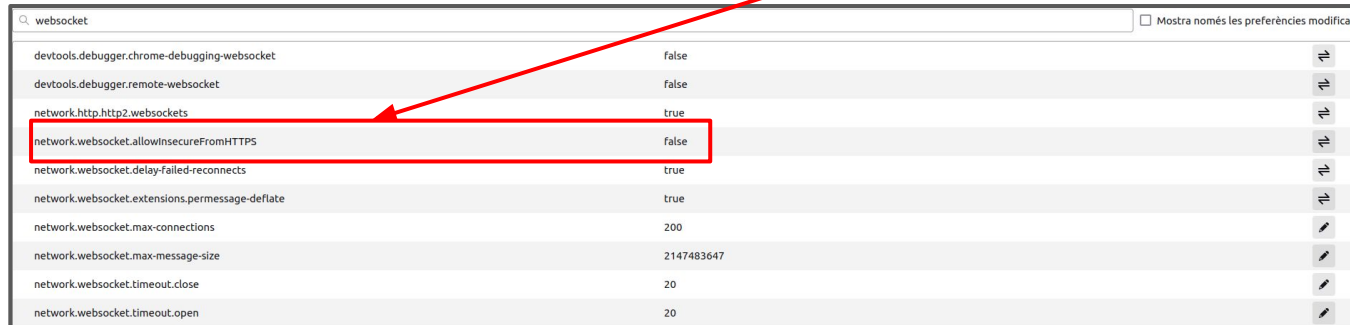 websocket
Mostra només les preferències modifica
devtools.debugger.chrome-debugging-websocket false
devtools.debugger.remote-websocket false
network.http.http2.websockets true
network.websocket.allowInsecureFromHTTPS false
network.websocket.delay-failed-reconnects true
network.websocket.extensions.permessage-deflate true
network.websocket.max-connections 200
network.websocket.max-message-size 2147483647
network.websocket.timeout.close 20
network.websocket.timeout.open 20